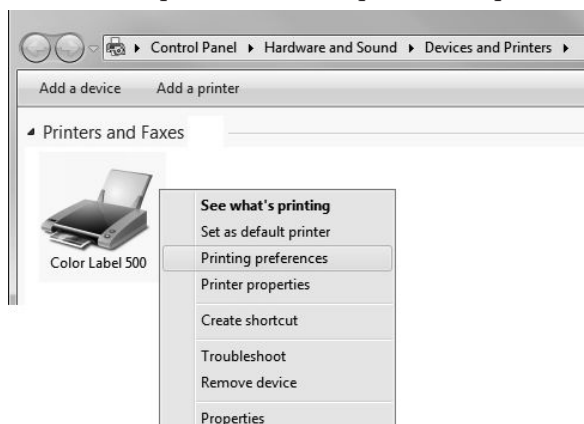 Control Panel ▸ Hardware and Sound ▸ Devices and Printers ▸
Add a device Add a printer
Printers and Faxes
Color Label 500
See what's printing
Set as default printer
Printing preferences
Printer properties
Create shortcut
Troubleshoot
Remove device
Properties